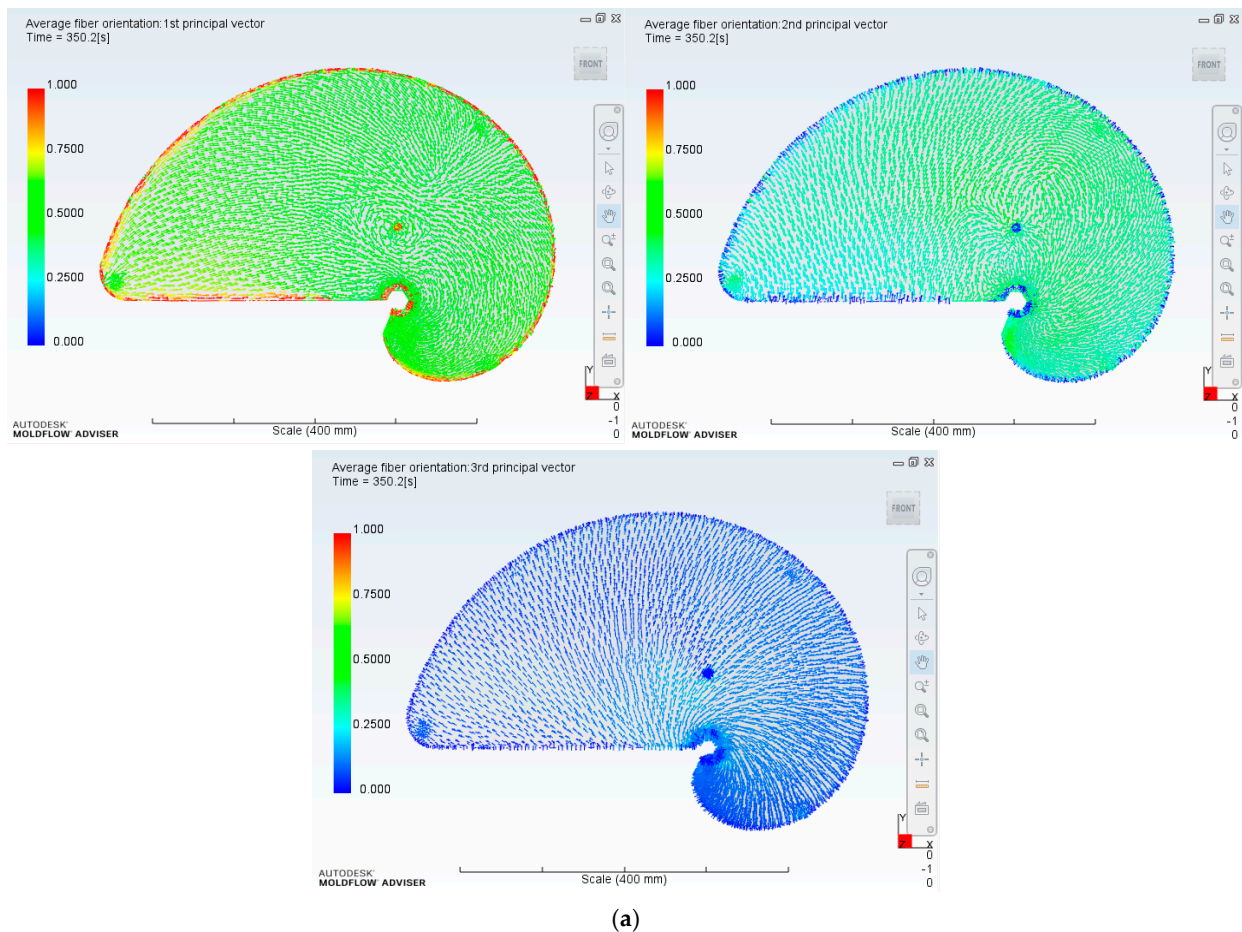 Average fiber orientation:1st principal vector
Time = 350.2[s]
FRONT
1.000
0.7500
0.5000
0.2500
0.000
Y
Z X
0
-1
0
Scale (400 mm)
AUTODESK'
MOLDFLOW' ADVISER
Average fiber orientation:2nd principal vector
Time = 350.2[s]
FRONT
1.000
0.7500
0.5000
0.2500
0.000
Y
Z X
0
-1
0
Scale (400 mm)
AUTODESK'
MOLDFLOW' ADVISER
Average fiber orientation:3rd principal vector
Time = 350.2[s]
FRONT
1.000
0.7500
0.5000
0.2500
0.000
Y
Z X
0
-1
0
Scale (400 mm)
AUTODESK'
MOLDFLOW' ADVISER
(a)